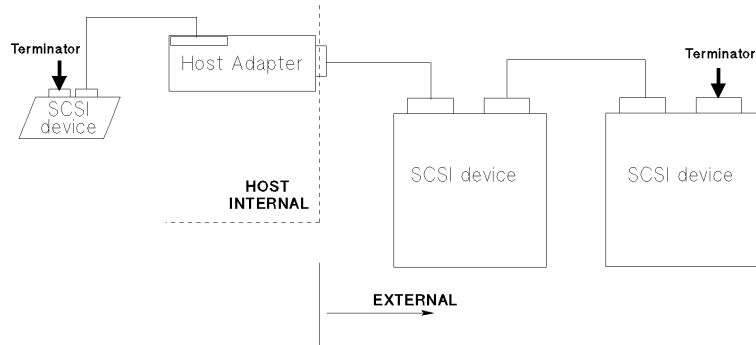 Terminator
Host Adapter
Terminator
SCSI
device
SCSI device
SCSI device
HOST
INTERNAL
EXTERNAL